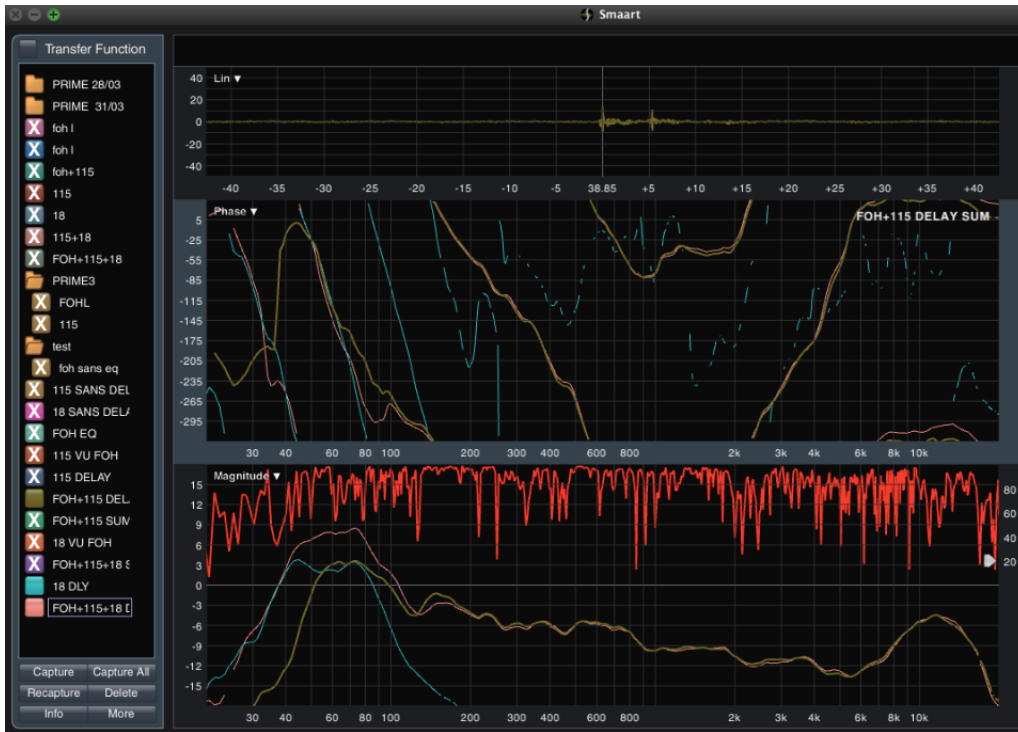 Smaart
Transfer Function
PRIME 28/03
PRIME 31/03
foh l
foh l
foh+115
115
18
115+18
FOH+115+18
PRIME3
FOHL
115
test
foh sans eq
115 SANS DEL
18 SANS DELA
FOH EQ
115 VU FOH
115 DELAY
FOH+115 DEL.
FOH+115 SUM
18 VU FOH
FOH+115+18 S
18 DLY
FOH+115+18 D
Capture Capture All
Recapture Delete
Info More
Lin ▼
40
20
0
-20
-40
-40 -35 -30 -25 -20 -15 -10 -5 38.85 +5 +10 +15 +20 +25 +30 +35 +40
Phase ▼
FOH+115 DELAY SUM
5
-25
-55
-85
-115
-145
-175
-205
-235
-265
-295
30 40 60 80 100 200 300 400 600 800 2k 3k 4k 6k 8k 10k
Magnitude ▼
15
12
9
6
3
0
-3
-6
-9
-12
-15
80
60
40
20
30 40 60 80 100 200 300 400 600 800 2k 3k 4k 6k 8k 10k